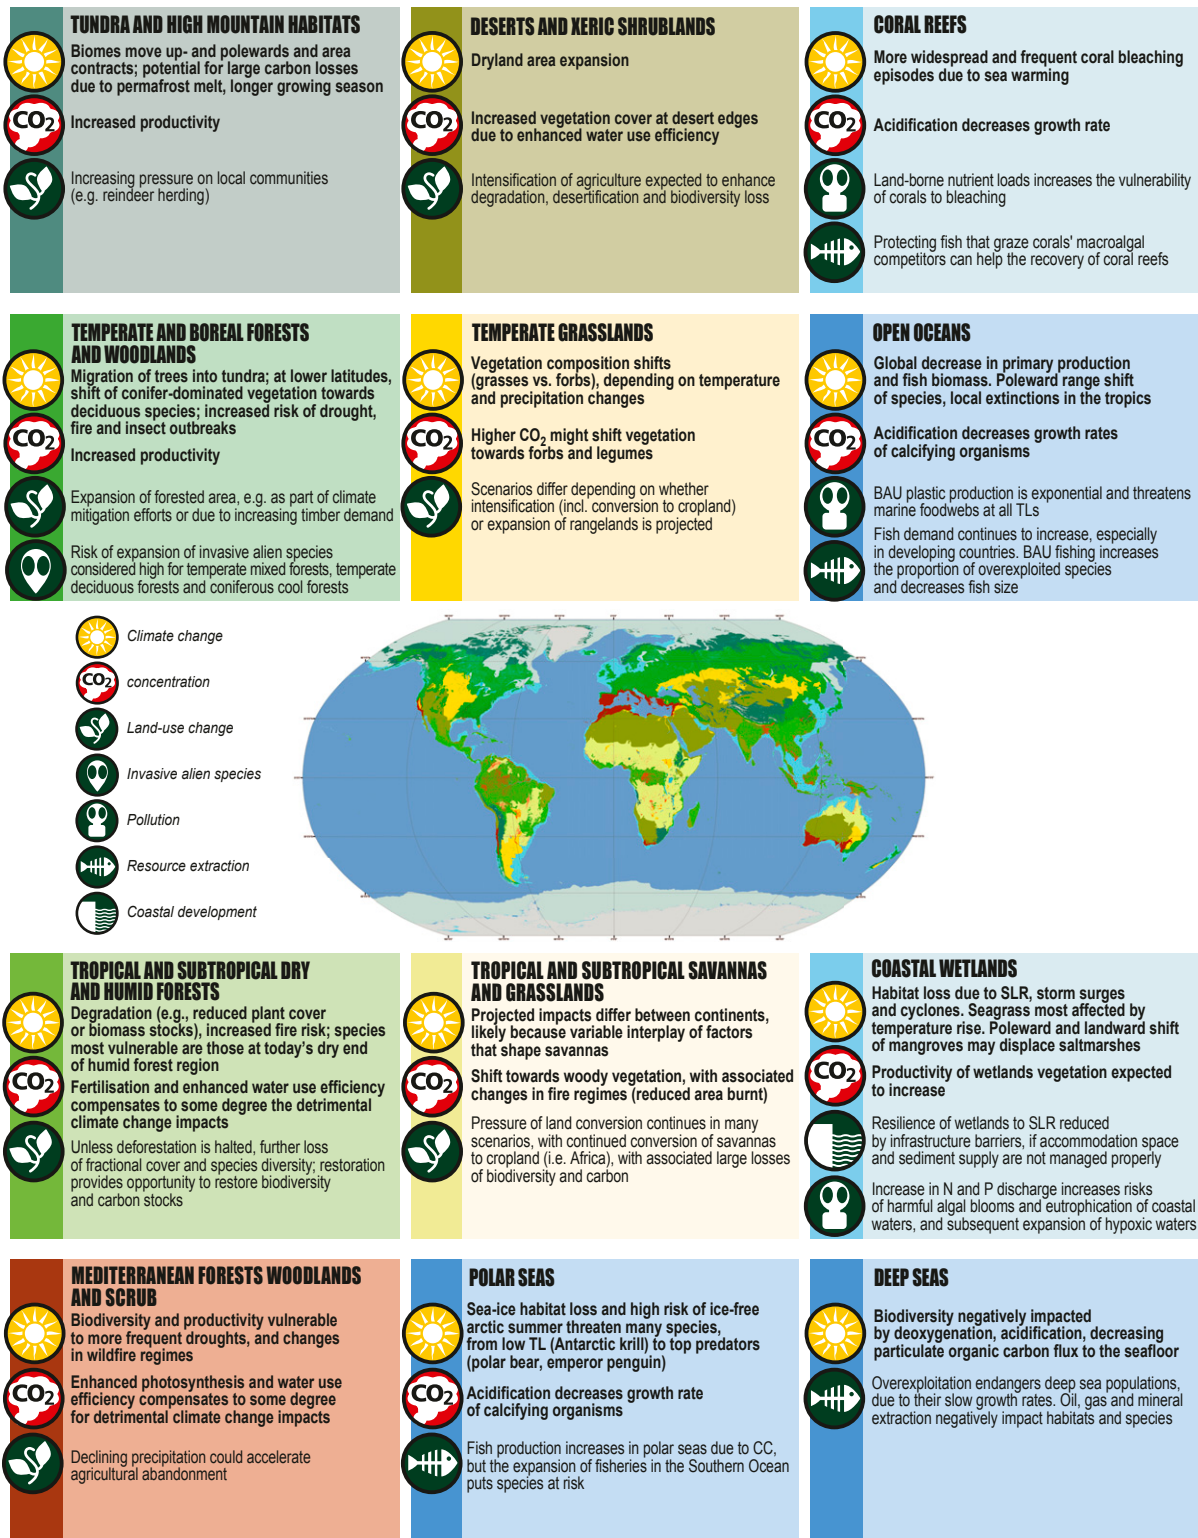 TUNDRA AND HIGH MOUNTAIN HABITATS
Biomes move up- and polewards and area
contracts; potential for large carbon losses
due to permafrost melt, longer growing season
CO2
Increased productivity
Increasing pressure on local communities
(e.g. reindeer herding)
DESERTS AND XERIC SHRUBLANDS
Dryland area expansion
CO2
Increased vegetation cover at desert edges
due to enhanced water use efficiency
Intensification of agriculture expected to enhance
degradation, desertification and biodiversity loss
CORAL REEFS
More widespread and frequent coral bleaching
episodes due to sea warming
CO2
Acidification decreases growth rate
Land-borne nutrient loads increases the vulnerability
of corals to bleaching
Protecting fish that graze corals' macroalgal
competitors can help the recovery of coral reefs
TEMPERATE AND BOREAL FORESTS
AND WOODLANDS
Migration of trees into tundra; at lower latitudes,
shift of conifer-dominated vegetation towards
deciduous species; increased risk of drought,
fire and insect outbreaks
CO2
Increased productivity
Expansion of forested area, e.g. as part of climate
mitigation efforts or due to increasing timber demand
Risk of expansion of invasive alien species
considered high for temperate mixed forests, temperate
deciduous forests and coniferous cool forests
TEMPERATE GRASSLANDS
Vegetation composition shifts
(grasses vs. forbs), depending on temperature
and precipitation changes
CO2
Higher CO2 might shift vegetation
towards forbs and legumes
Scenarios differ depending on whether
intensification (incl. conversion to cropland)
or expansion of rangelands is projected
OPEN OCEANS
Global decrease in primary production
and fish biomass. Poleward range shift
of species, local extinctions in the tropics
CO2
Acidification decreases growth rates
of calcifying organisms
BAU plastic production is exponential and threatens
marine foodwebs at all TLs
Fish demand continues to increase, especially
in developing countries. BAU fishing increases
the proportion of overexploited species
and decreases fish size
Climate change
CO2
concentration
Land-use change
Invasive alien species
Pollution
Resource extraction
Coastal development
TROPICAL AND SUBTROPICAL DRY
AND HUMID FORESTS
Degradation (e.g., reduced plant cover
or biomass stocks), increased fire risk; species
most vulnerable are those at today's dry end
of humid forest region
CO2
Fertilisation and enhanced water use efficiency
compensates to some degree the detrimental
climate change impacts
Unless deforestation is halted, further loss
of fractional cover and species diversity; restoration
provides opportunity to restore biodiversity
and carbon stocks
TROPICAL AND SUBTROPICAL SAVANNAS
AND GRASSLANDS
Projected impacts differ between continents,
likely because variable interplay of factors
that shape savannas
CO2
Shift towards woody vegetation, with associated
changes in fire regimes (reduced area burnt)
Pressure of land conversion continues in many
scenarios, with continued conversion of savannas
to cropland (i.e. Africa), with associated large losses
of biodiversity and carbon
COASTAL WETLANDS
Habitat loss due to SLR, storm surges
and cyclones. Seagrass most affected by
temperature rise. Poleward and landward shift
of mangroves may displace saltmarshes
CO2
Productivity of wetlands vegetation expected
to increase
Resilience of wetlands to SLR reduced
by infrastructure barriers, if accommodation space
and sediment supply are not managed properly
Increase in N and P discharge increases risks
of harmful algal blooms and eutrophication of coastal
waters, and subsequent expansion of hypoxic waters
MEDITERRANEAN FORESTS WOODLANDS
AND SCRUB
Biodiversity and productivity vulnerable
to more frequent droughts, and changes
in wildfire regimes
CO2
Enhanced photosynthesis and water use
efficiency compensates to some degree
for detrimental climate change impacts
Declining precipitation could accelerate
agricultural abandonment
POLAR SEAS
Sea-ice habitat loss and high risk of ice-free
arctic summer threaten many species,
from low TL (Antarctic krill) to top predators
(polar bear, emperor penguin)
CO2
Acidification decreases growth rate
of calcifying organisms
Fish production increases in polar seas due to CC,
but the expansion of fisheries in the Southern Ocean
puts species at risk
DEEP SEAS
Biodiversity negatively impacted
by deoxygenation, acidification, decreasing
particulate organic carbon flux to the seafloor
Overexploitation endangers deep sea populations,
due to their slow growth rates. Oil, gas and mineral
extraction negatively impact habitats and species